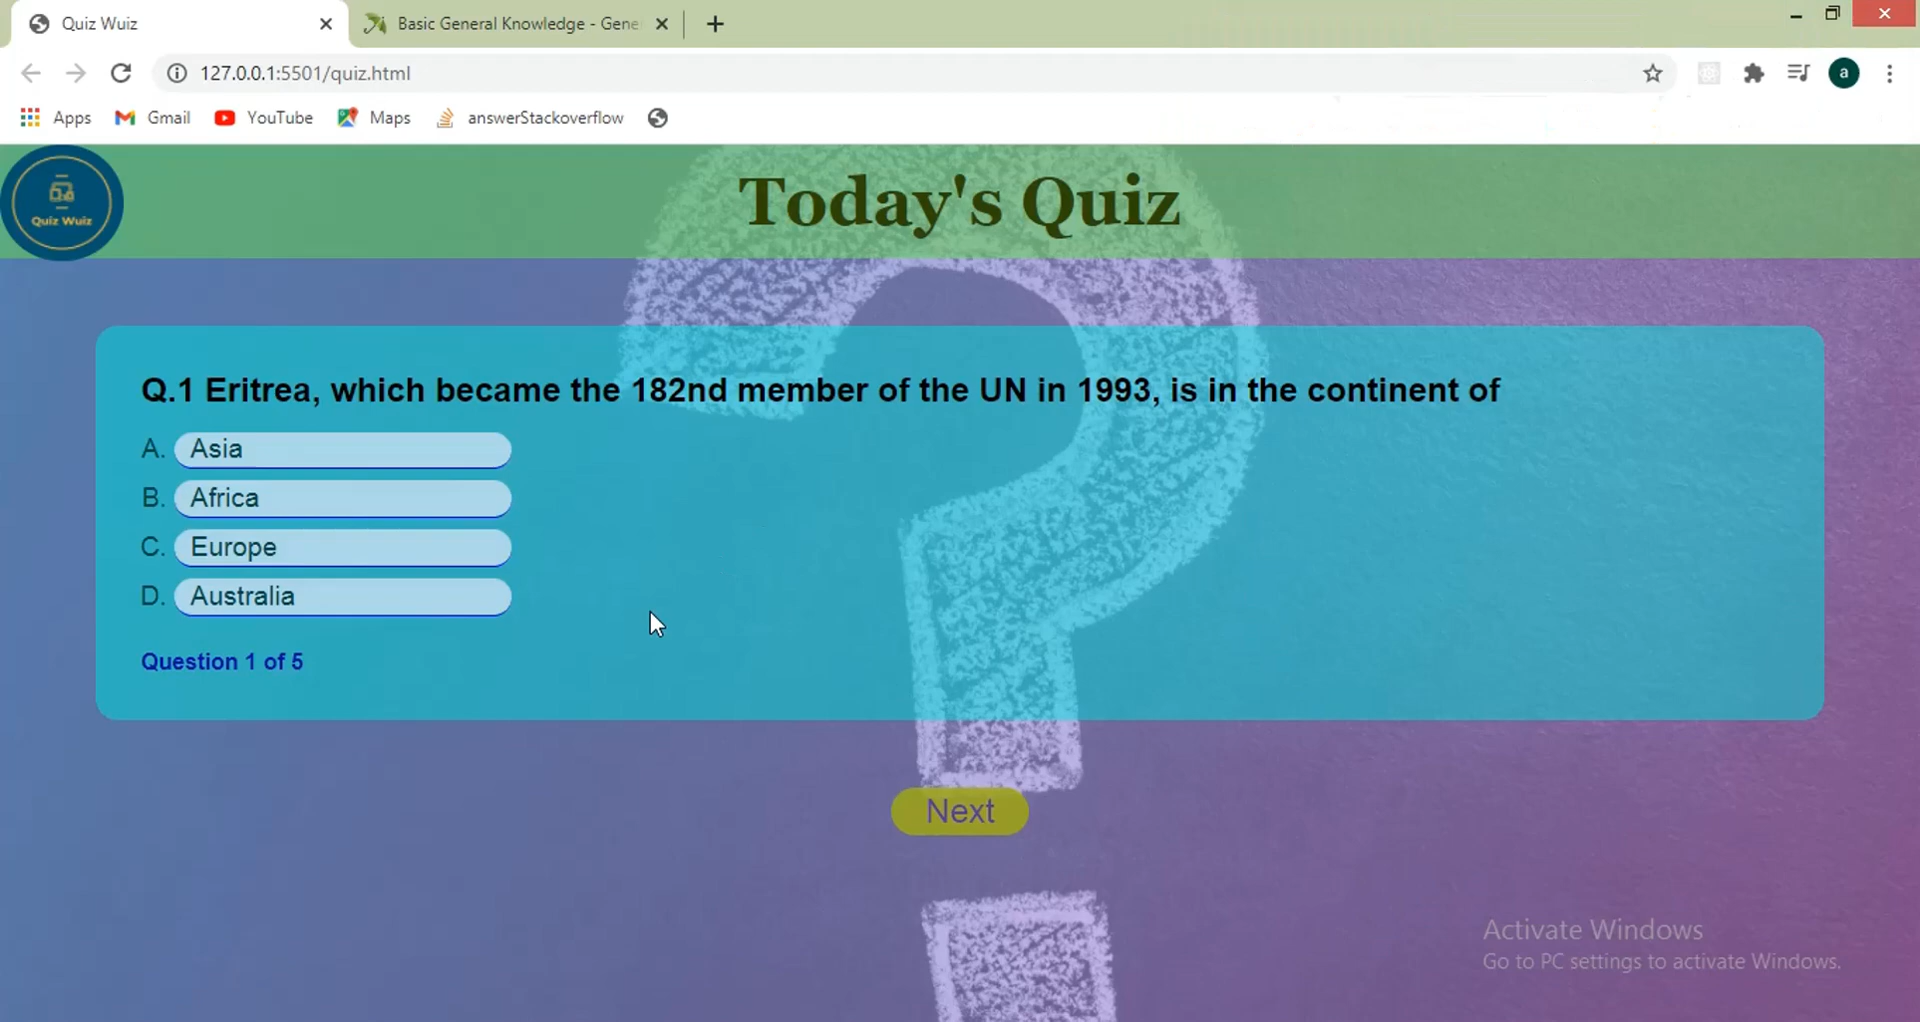 Quiz Wuiz
Basic General Knowledge - Gene
127.0.0.1:5501/quiz.html
a
Apps
Gmail
YouTube
Maps
answerStackoverflow
Quiz Wuiz
Today's Quiz
Q.1 Eritrea, which became the 182nd member of the UN in 1993, is in the continent of
A. Asia
B. Africa
C. Europe
D. Australia
Question 1 of 5
Next
Activate Windows
Go to PC settings to activate Windows.